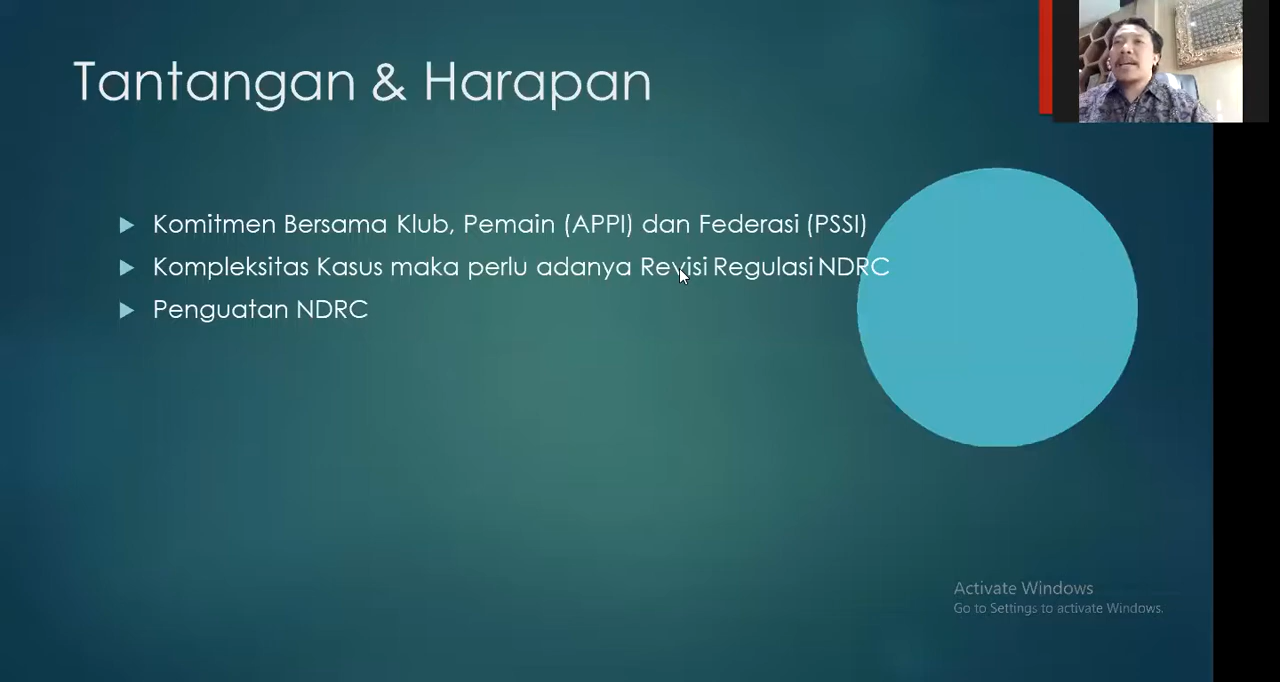 Tantangan & Harapan
Komitmen Bersama Klub, Pemain (APPI) dan Federasi (PSSI)
Kompleksitas Kasus maka perlu adanya Revisi Regulasi NDRC
Penguatan NDRC
Activate Windows
Go to Settings to activate Windows.